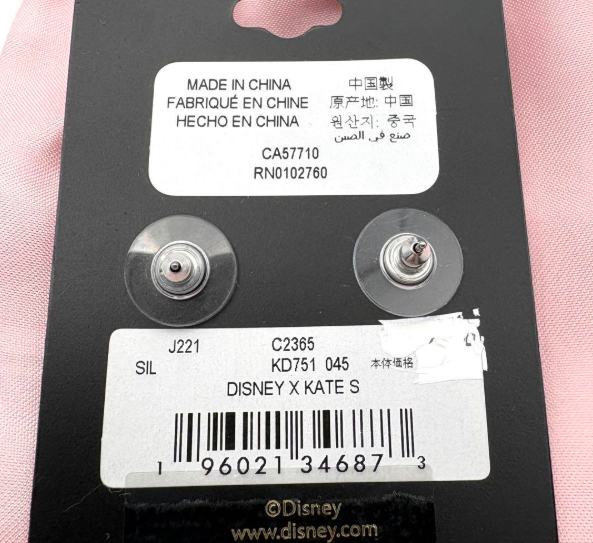 MADE IN CHINA 中国製
FABRIQUÉ EN CHINE 原产地: 中国
HECHO EN CHINA 원산지: 중국
صنع في الصين
CA57710
RN0102760
J221 C2365
SIL KD751 045 本体価格
DISNEY X KATE S
1 96021 34687 3
©Disney
www.disney.com